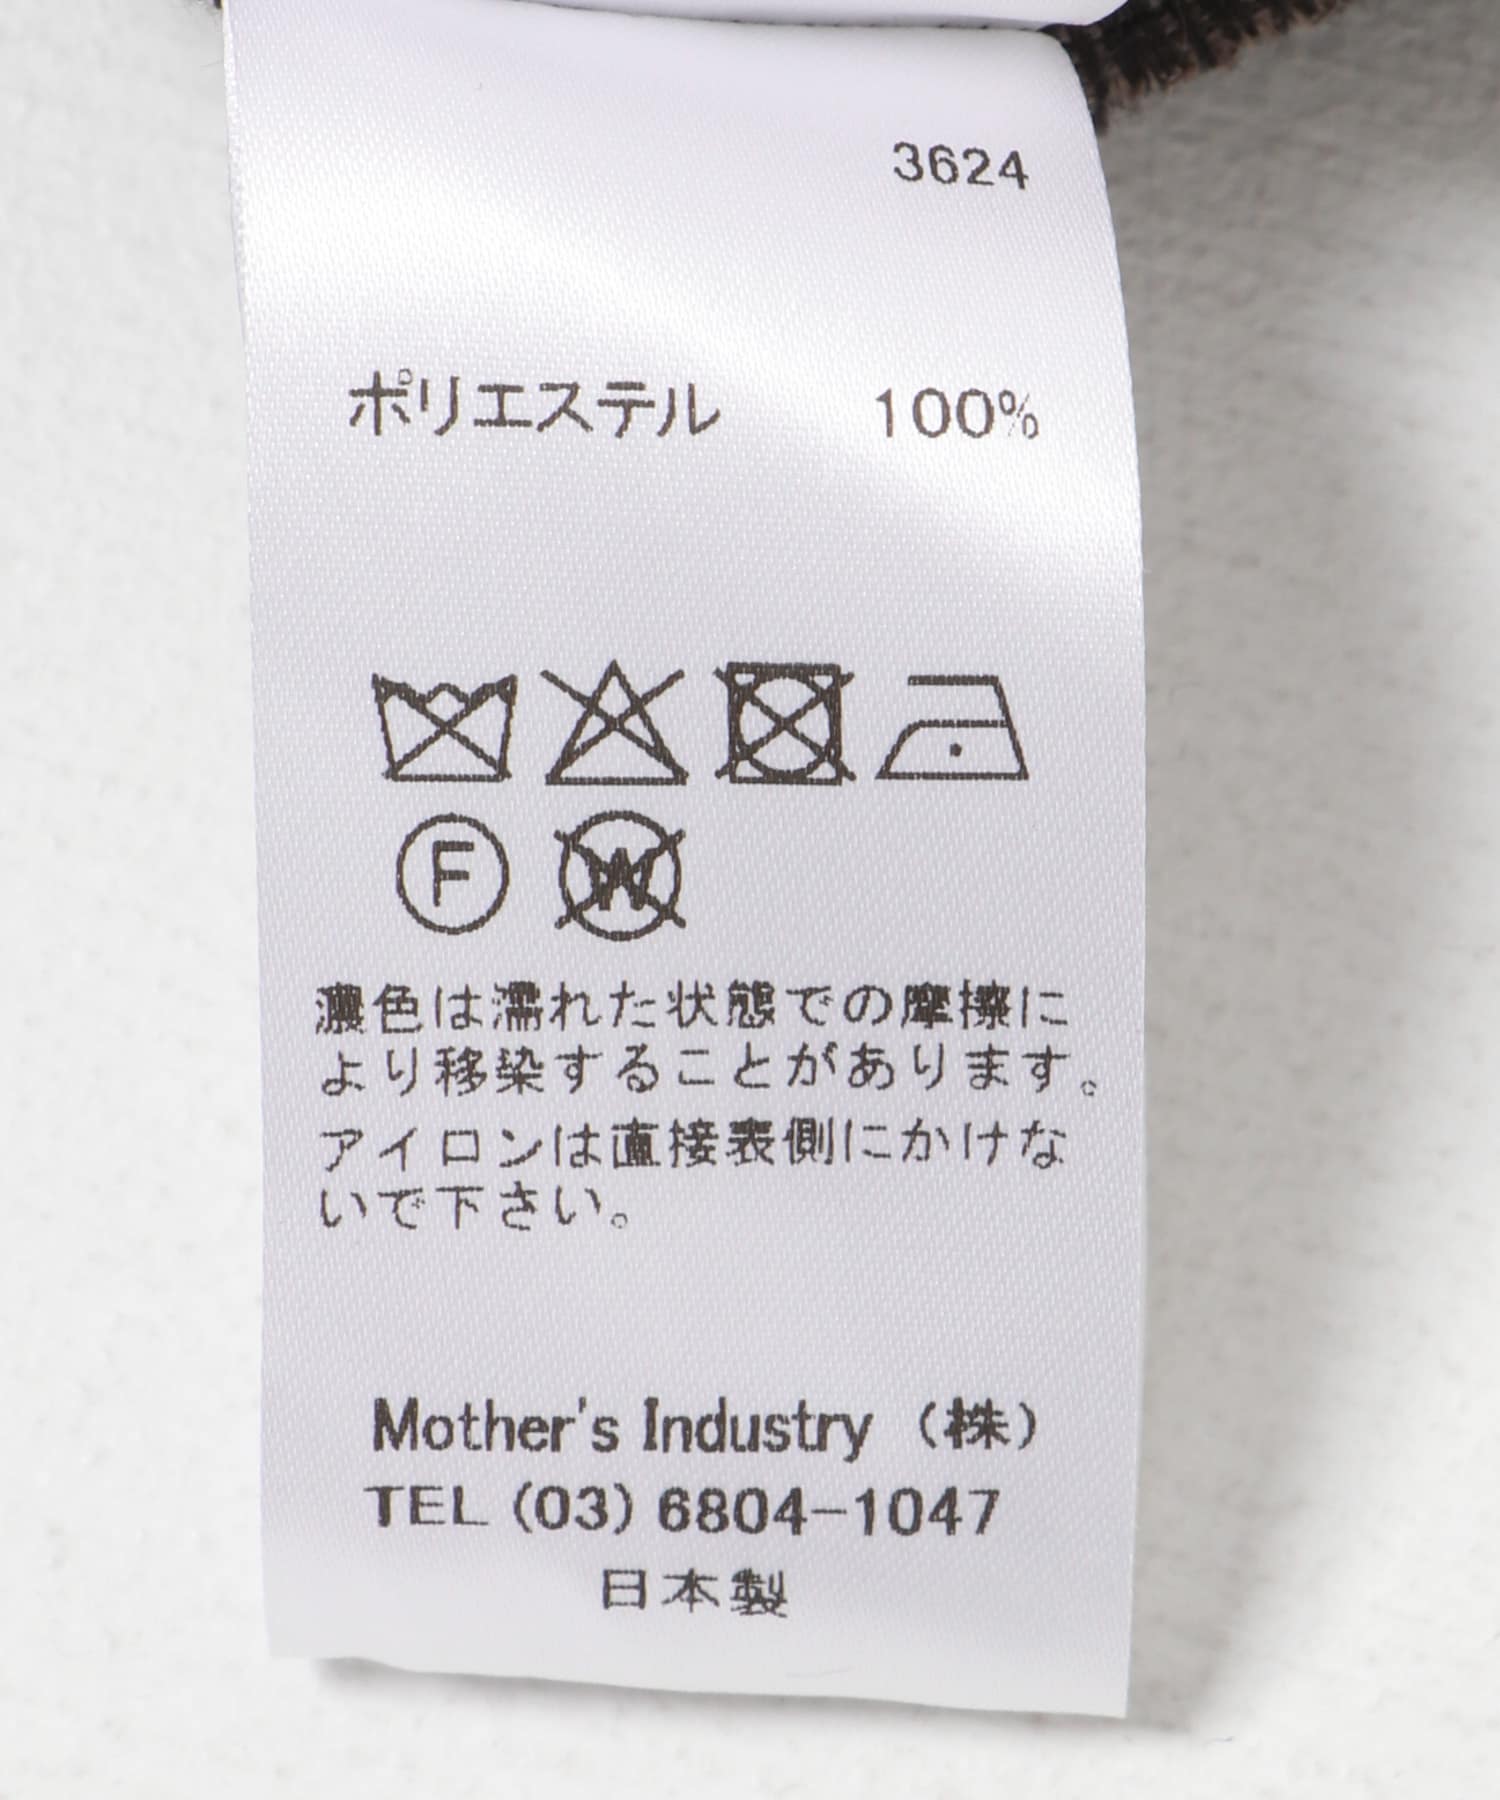 3624
ポリエステル 100%
F
W
濃色は濡れた状態での摩擦に
より移染することがあります。
アイロンは直接表側にかけな
いで下さい。
Mother's Industry (株)
TEL (03) 6804-1047
日本製